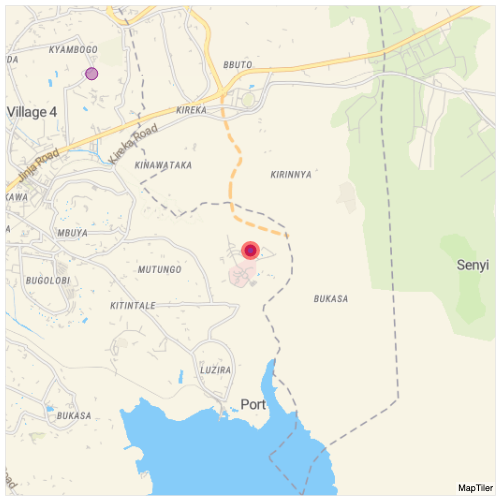 KYAMBOGO
DA
BBUTO
Village 4
KIREKA
Kireka Road
Jinja Road
KINAWATAKA
KIRINNYA
KAWA
A
MBUYA
MUTUNGO
Senyi
BUGOLOBI
KITINTALE
BUKASA
LUZIRA
Port
BUKASA
Road
MapTiler